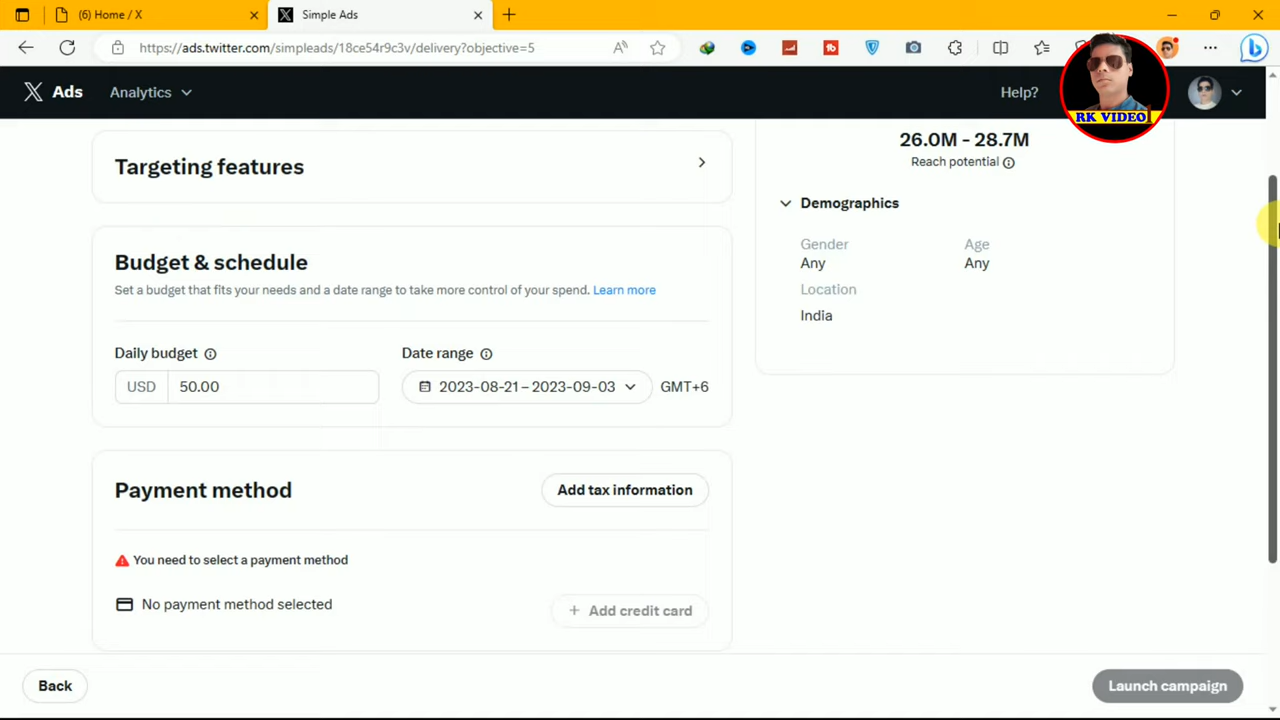 (6) Home / X
Simple Ads
https://ads.twitter.com/simpleads/18ce54r9c3v/delivery?objective=5
X Ads
Analytics
Help?
RK VIDEO1
Targeting features
26.0M - 28.7M
Reach potential
Demographics
Gender
Age
Any
Any
Location
India
Budget & schedule
Set a budget that fits your needs and a date range to take more control of your spend. Learn more
Daily budget
Date range
USD 50.00
2023-08-21 – 2023-09-03
GMT+6
Payment method
Add tax information
You need to select a payment method
No payment method selected
+ Add credit card
Back
Launch campaign